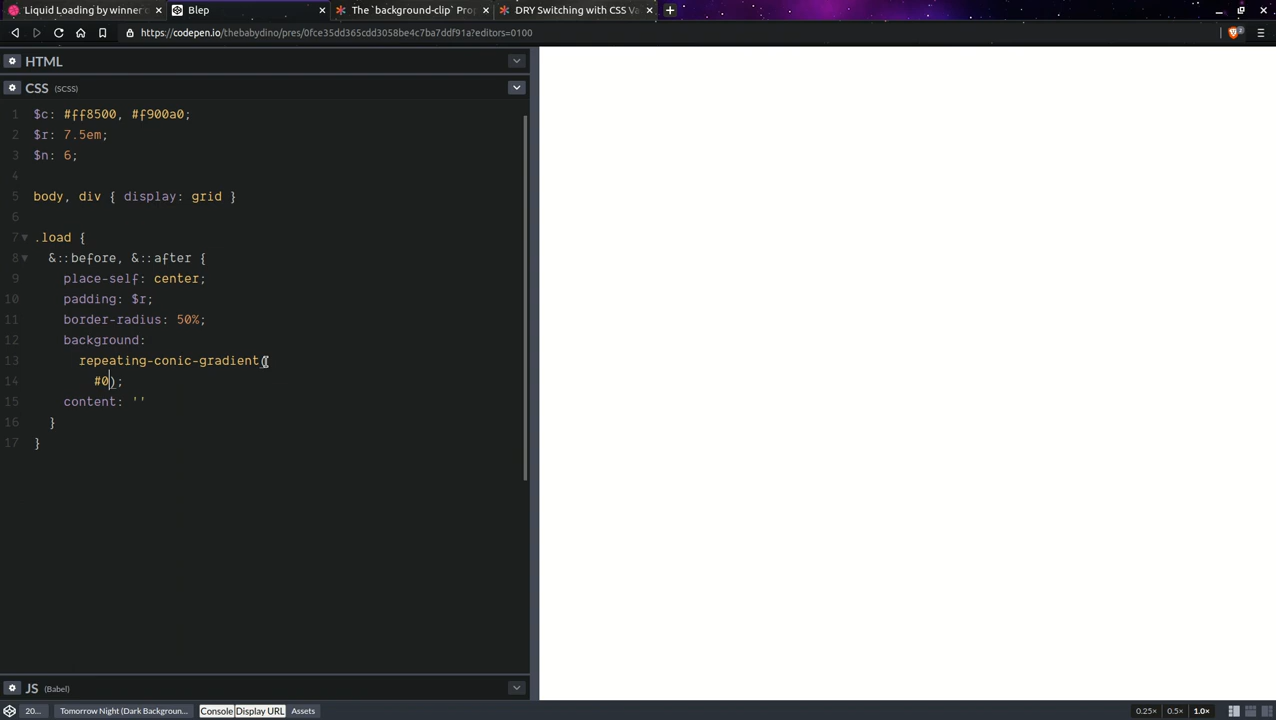 Liquid Loading by winner o
Blep
The `background-clip` Pro
DRY Switching with CSS Va
https://codepen.io/thebabydino/pres/0fce35dd365cdd3058be4c7ba7ddf91a?editors=0100
2
HTML
CSS (SCSS)
1 $c: #ff8500, #f900a0;
2 $r: 7.5em;
3 $n: 6;
4
5 body, div { display: grid }
6
7 .load {
8 &::before, &::after {
9 place-self: center;
10 padding: $r;
11 border-radius: 50%;
12 background:
13 repeating-conic-gradient(
14 #0);
15 content: ''
16 }
17 }
JS (Babel)
20... Tomorrow Night (Dark Backgroun... Console Display URL Assets 0.25× 0.5× 1.0×